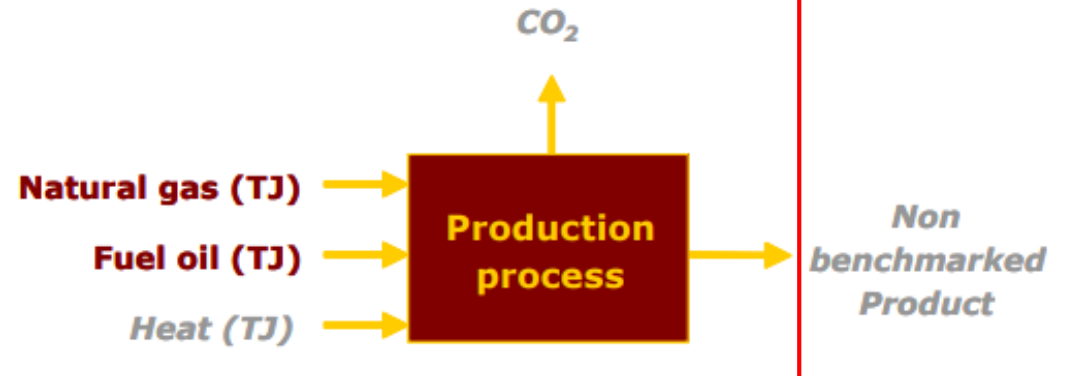 CO₂
Natural gas (TJ)
Fuel oil (TJ)
Heat (TJ)
Production
process
Non
benchmarked
Product